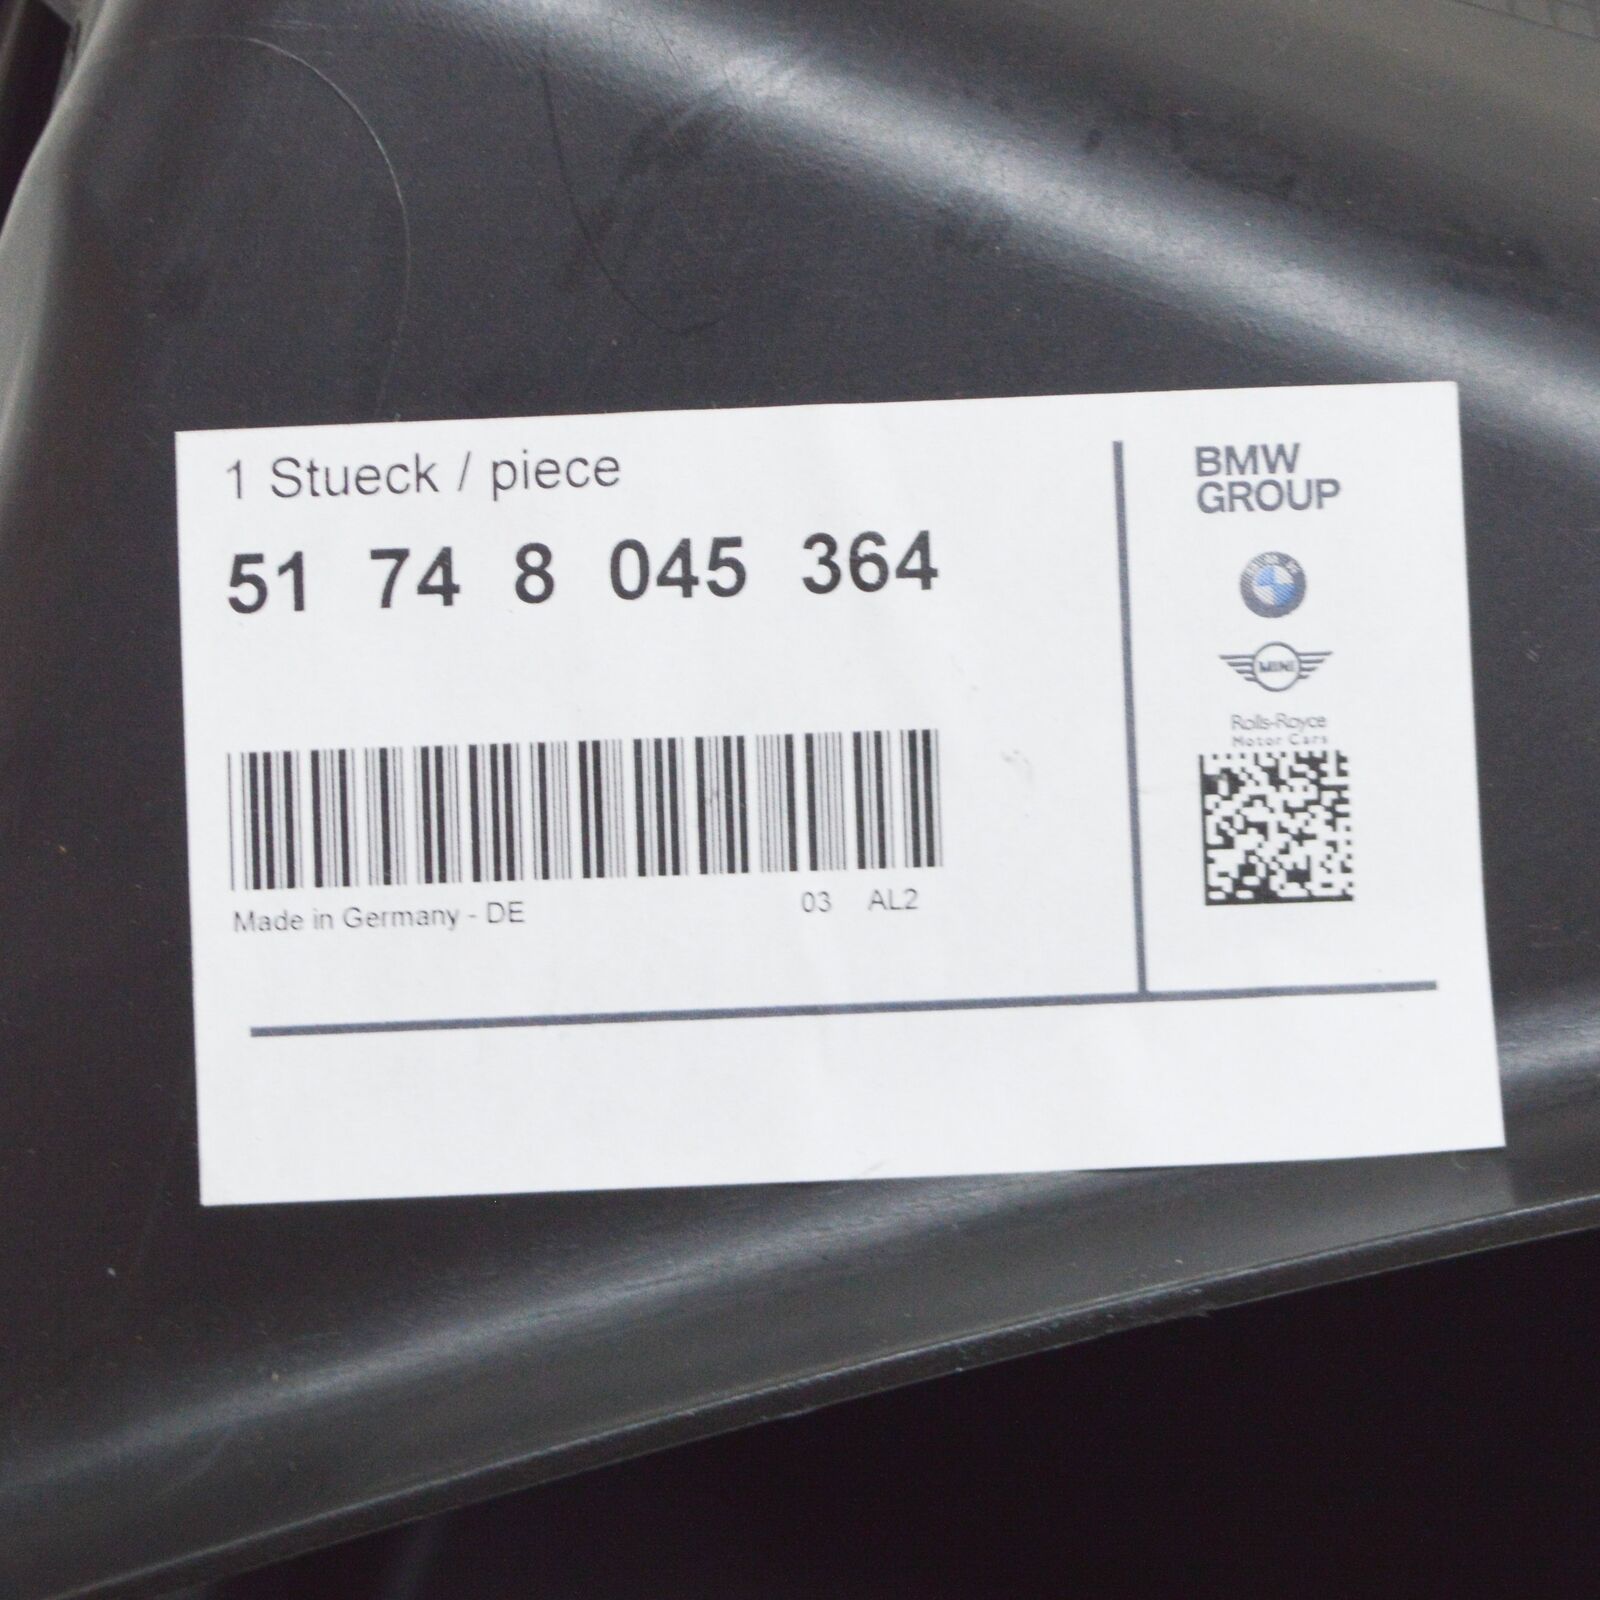 1 Stueck / piece
51 74 8 045 364
Made in Germany - DE
03 AL2
BMW
GROUP
MINI
Rolls-Royce
Motor Cars